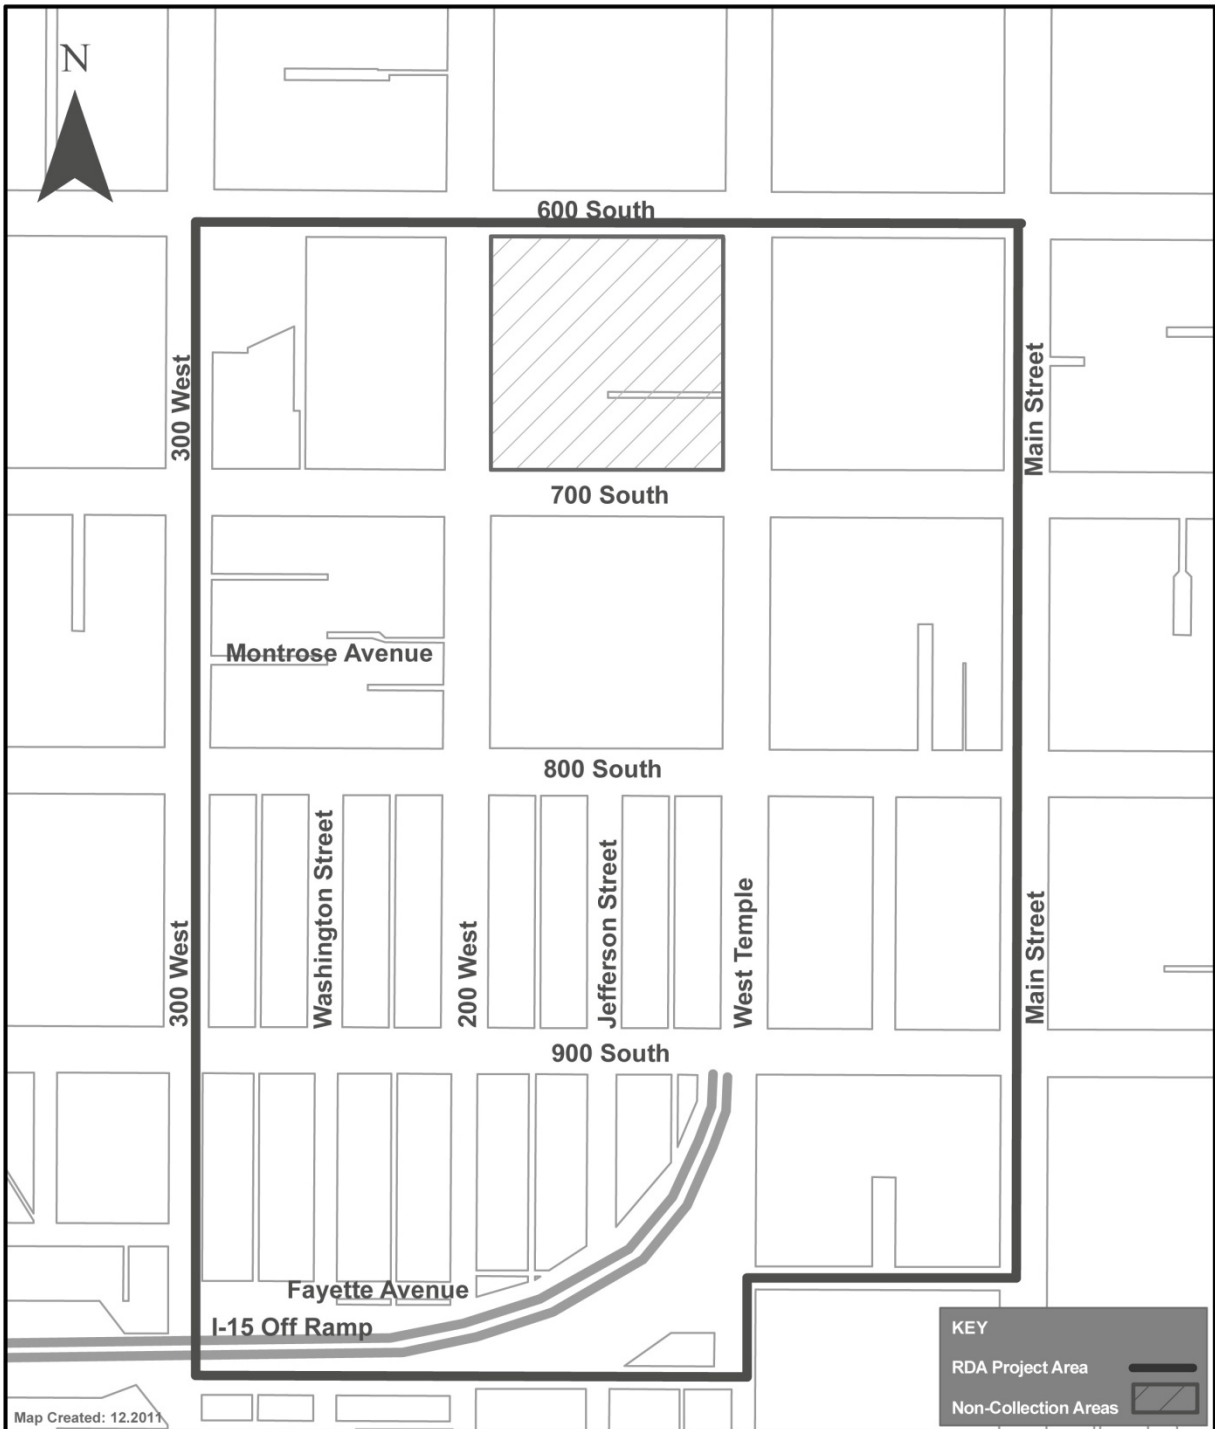 N
600 South
300 West
Main Street
700 South
Montrose Avenue
800 South
300 West
Washington Street
200 West
Jefferson Street
West Temple
Main Street
900 South
Fayette Avenue
I-15 Off Ramp
KEY
RDA Project Area
Non-Collection Areas
Map Created: 12.2011